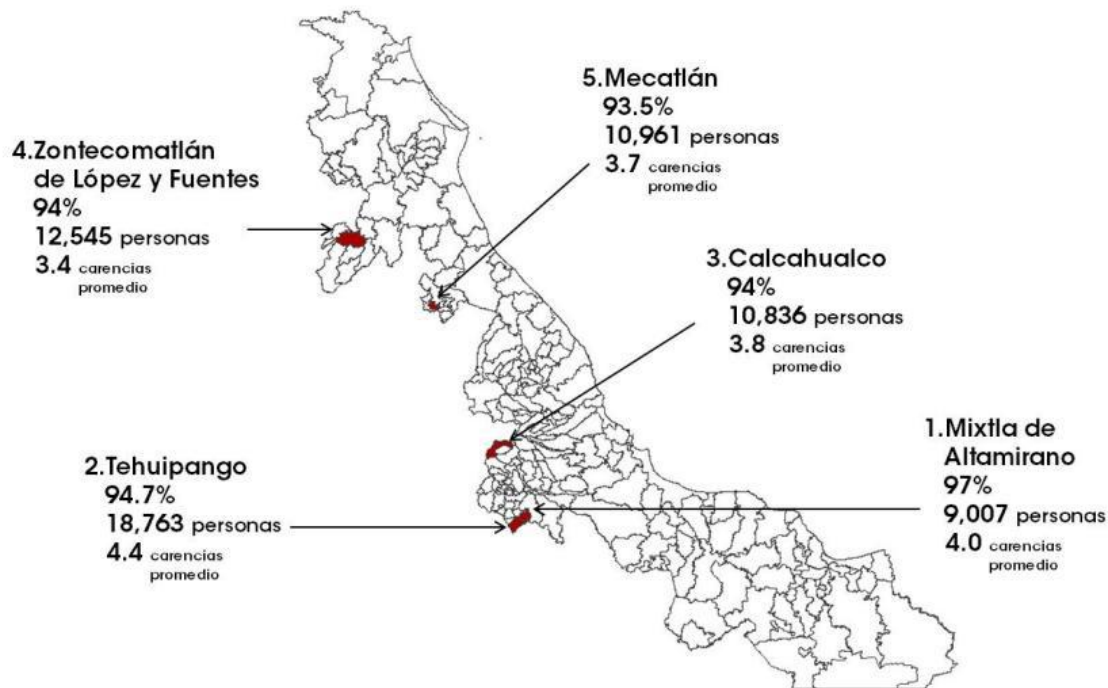 5.Mecatlán
93.5%
10,961 personas
3.7 carencias
promedio
4.Zontecomatlán
de López y Fuentes
94%
12,545 personas
3.4 carencias
promedio
3.Calcahualco
94%
10,836 personas
3.8 carencias
promedio
1.Mixtla de
Altamirano
97%
9,007 personas
4.0 carencias
promedio
2.Tehuipango
94.7%
18,763 personas
4.4 carencias
promedio